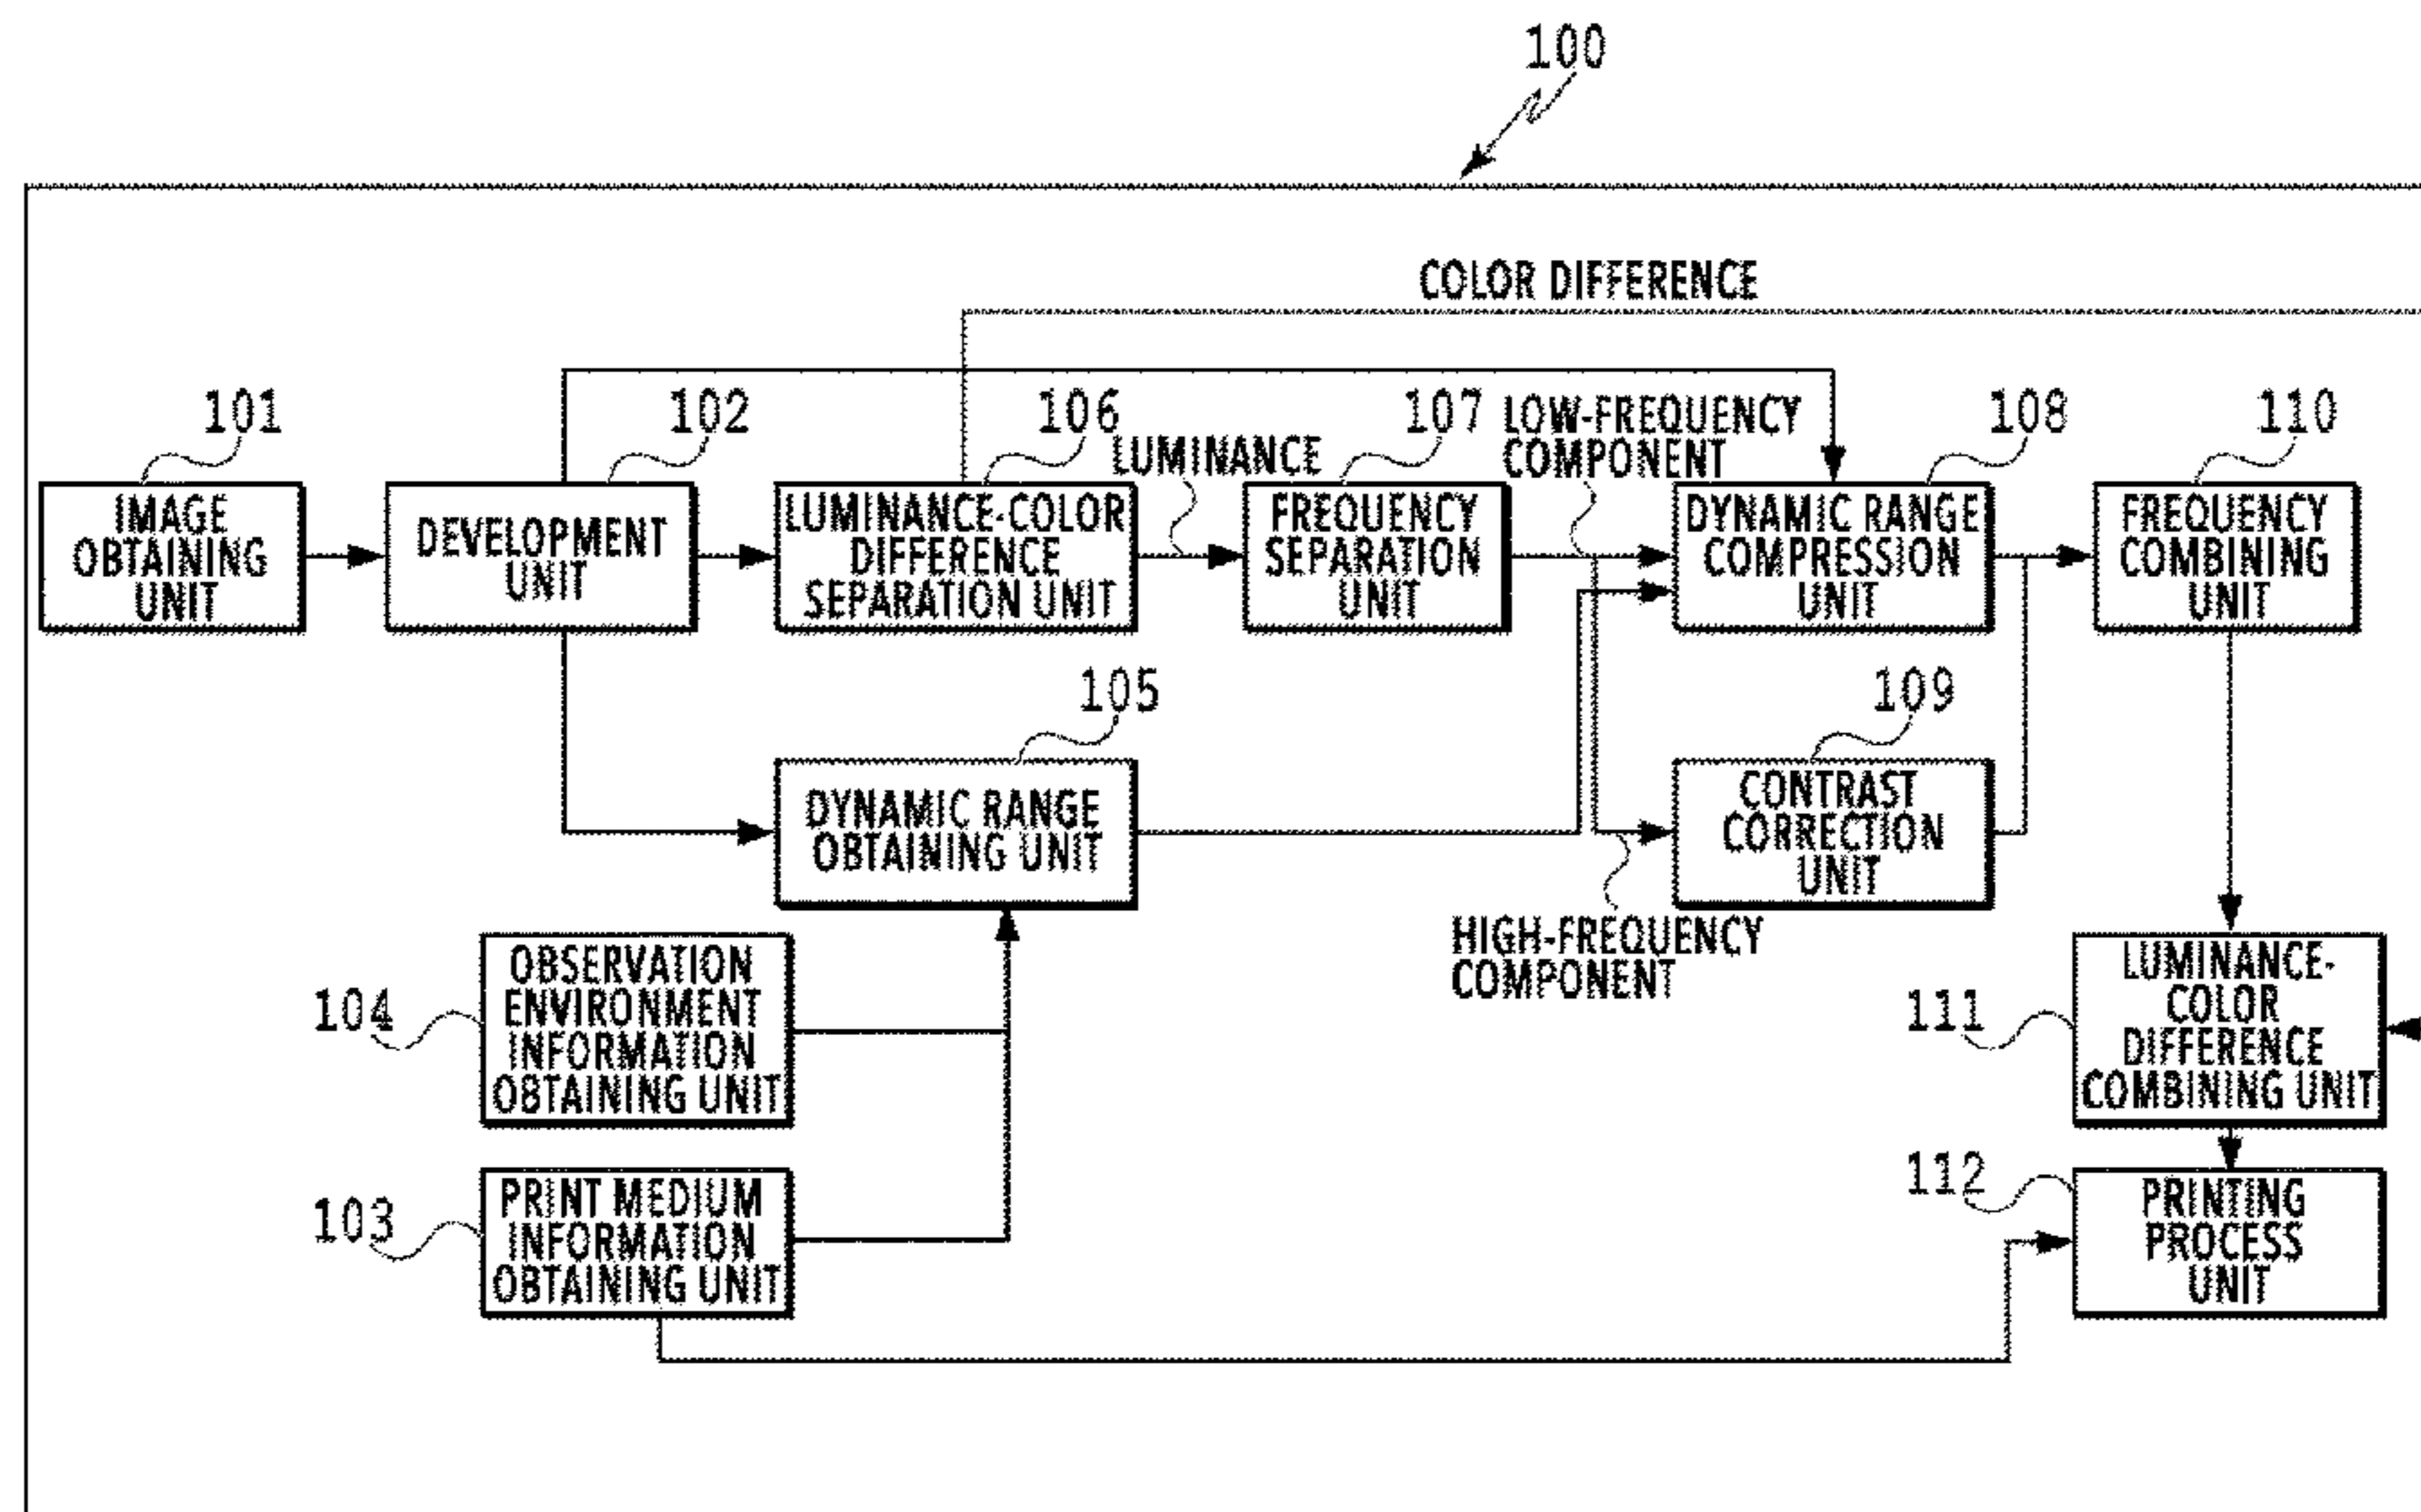 100
COLOR DIFFERENCE
101
102
106
LUMINANCE
107
LOW-FREQUENCY
COMPONENT
108
110
IMAGE
OBTAINING
UNIT
DEVELOPMENT
UNIT
LUMINANCE-COLOR
DIFFERENCE
SEPARATION UNIT
FREQUENCY
SEPARATION
UNIT
DYNAMIC RANGE
COMPRESSION
UNIT
FREQUENCY
COMBINING
UNIT
105
109
DYNAMIC RANGE
OBTAINING UNIT
CONTRAST
CORRECTION
UNIT
HIGH-FREQUENCY
COMPONENT
104
OBSERVATION
ENVIRONMENT
INFORMATION
OBTAINING UNIT
111
LUMINANCE-
COLOR
DIFFERENCE
COMBINING UNIT
103
PRINT MEDIUM
INFORMATION
OBTAINING UNIT
112
PRINTING
PROCESS
UNIT